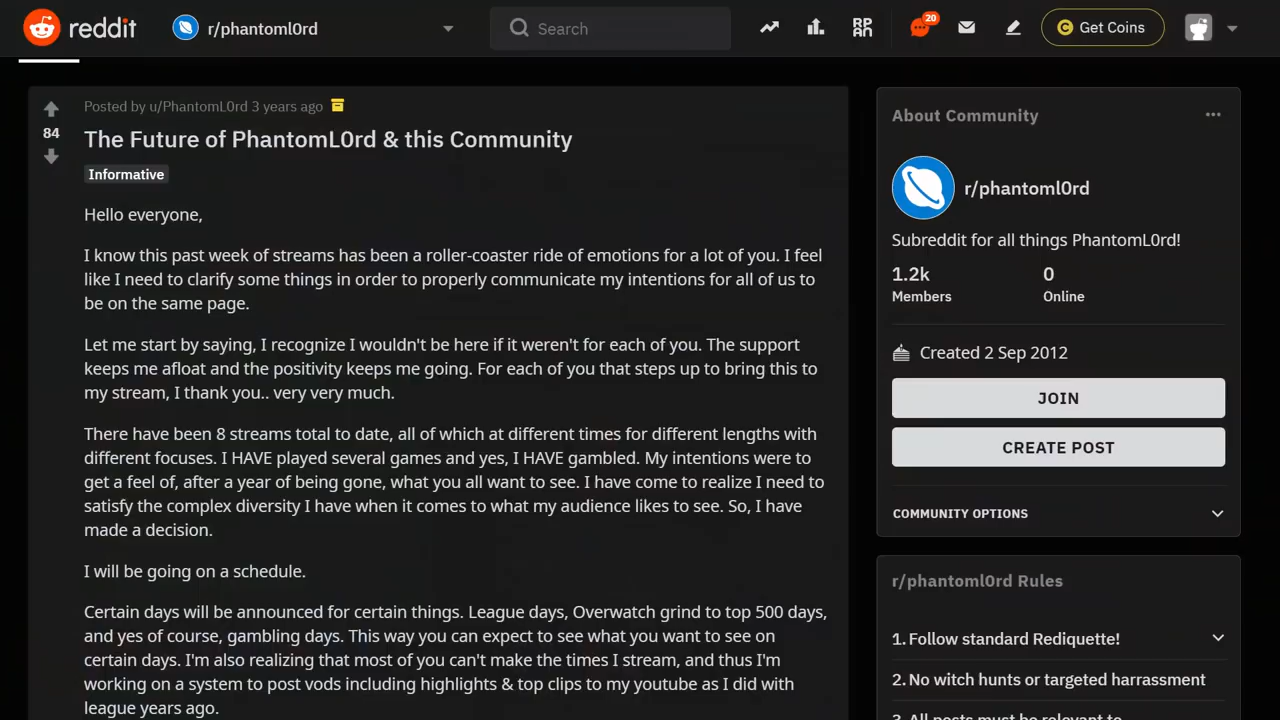 reddit
r/phantoml0rd
Search
RPAN
20
Get Coins
Posted by u/PhantomL0rd 3 years ago
84
The Future of PhantomL0rd & this Community
Informative
Hello everyone,
I know this past week of streams has been a roller-coaster ride of emotions for a lot of you. I feel
like I need to clarify some things in order to properly communicate my intentions for all of us to
be on the same page.
Let me start by saying, I recognize I wouldn't be here if it weren't for each of you. The support
keeps me afloat and the positivity keeps me going. For each of you that steps up to bring this to
my stream, I thank you.. very very much.
There have been 8 streams total to date, all of which at different times for different lengths with
different focuses. I HAVE played several games and yes, I HAVE gambled. My intentions were to
get a feel of, after a year of being gone, what you all want to see. I have come to realize I need to
satisfy the complex diversity I have when it comes to what my audience likes to see. So, I have
made a decision.
I will be going on a schedule.
Certain days will be announced for certain things. League days, Overwatch grind to top 500 days,
and yes of course, gambling days. This way you can expect to see what you want to see on
certain days. I'm also realizing that most of you can't make the times I stream, and thus I'm
working on a system to post vods including highlights & top clips to my youtube as I did with
league years ago.
About Community
r/phantoml0rd
Subreddit for all things PhantomL0rd!
1.2k
0
Members
Online
Created 2 Sep 2012
JOIN
CREATE POST
COMMUNITY OPTIONS
r/phantoml0rd Rules
1. Follow standard Rediquette!
2. No witch hunts or targeted harrassment
3. All posts must be relevant to